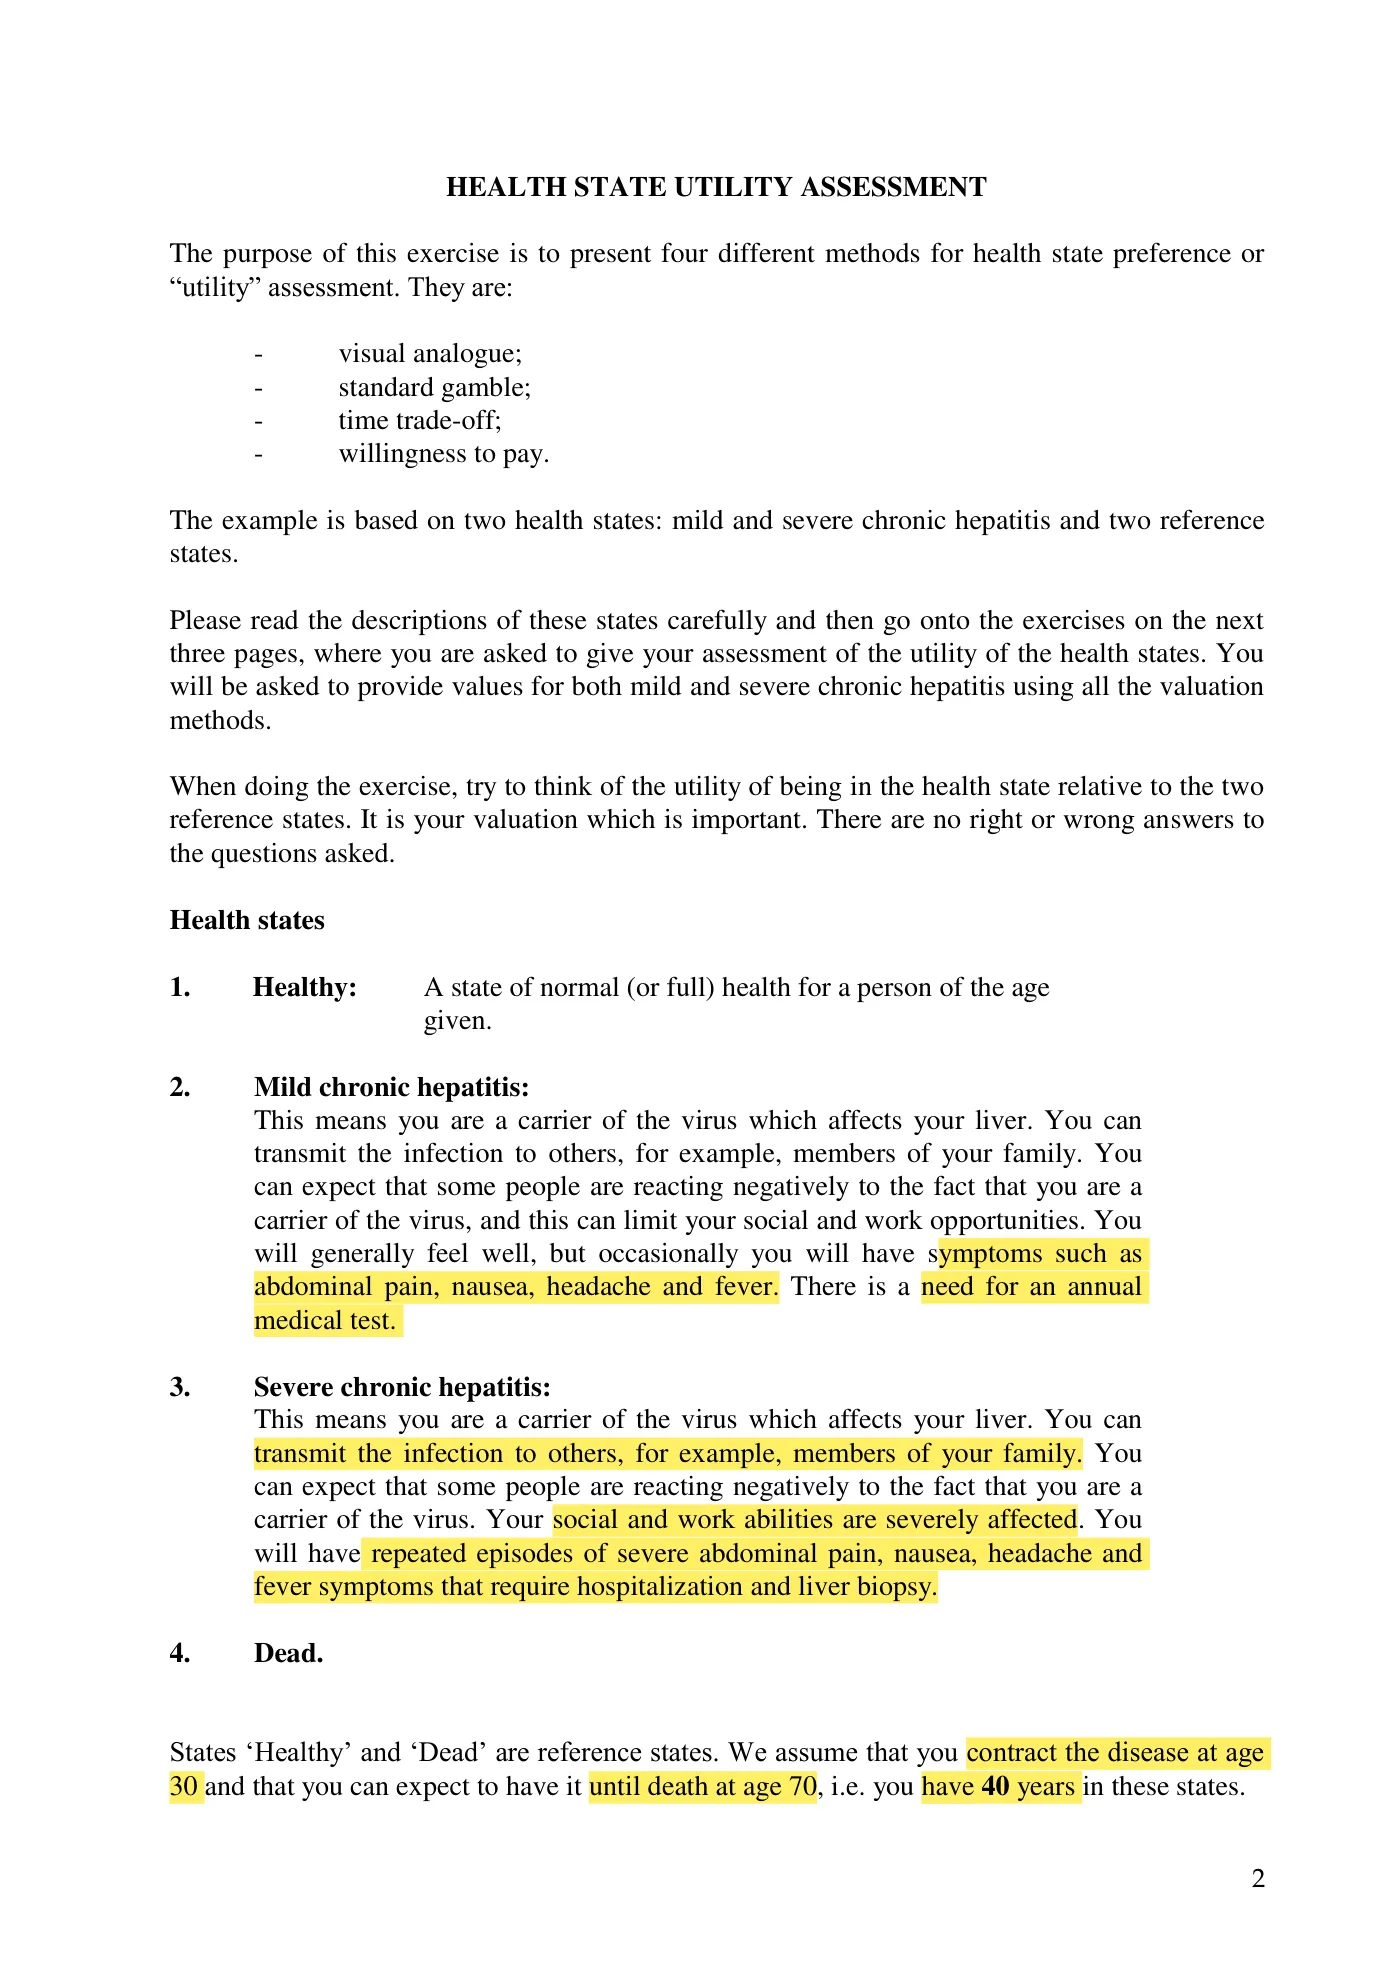 HEALTH STATE UTILITY ASSESSMENT
The purpose of this exercise is to present four different methods for health state preference or
“utility” assessment. They are:
- visual analogue;
- standard gamble;
- time trade-off;
- willingness to pay.
The example is based on two health states: mild and severe chronic hepatitis and two reference
states.
Please read the descriptions of these states carefully and then go onto the exercises on the next
three pages, where you are asked to give your assessment of the utility of the health states. You
will be asked to provide values for both mild and severe chronic hepatitis using all the valuation
methods.
When doing the exercise, try to think of the utility of being in the health state relative to the two
reference states. It is your valuation which is important. There are no right or wrong answers to
the questions asked.
Health states
1. Healthy: A state of normal (or full) health for a person of the age
given.
2. Mild chronic hepatitis:
This means you are a carrier of the virus which affects your liver. You can
transmit the infection to others, for example, members of your family. You
can expect that some people are reacting negatively to the fact that you are a
carrier of the virus, and this can limit your social and work opportunities. You
will generally feel well, but occasionally you will have symptoms such as
abdominal pain, nausea, headache and fever. There is a need for an annual
medical test.
3. Severe chronic hepatitis:
This means you are a carrier of the virus which affects your liver. You can
transmit the infection to others, for example, members of your family. You
can expect that some people are reacting negatively to the fact that you are a
carrier of the virus. Your social and work abilities are severely affected. You
will have repeated episodes of severe abdominal pain, nausea, headache and
fever symptoms that require hospitalization and liver biopsy.
4. Dead.
States ‘Healthy’ and ‘Dead’ are reference states. We assume that you contract the disease at age
30 and that you can expect to have it until death at age 70, i.e. you have 40 years in these states.
2